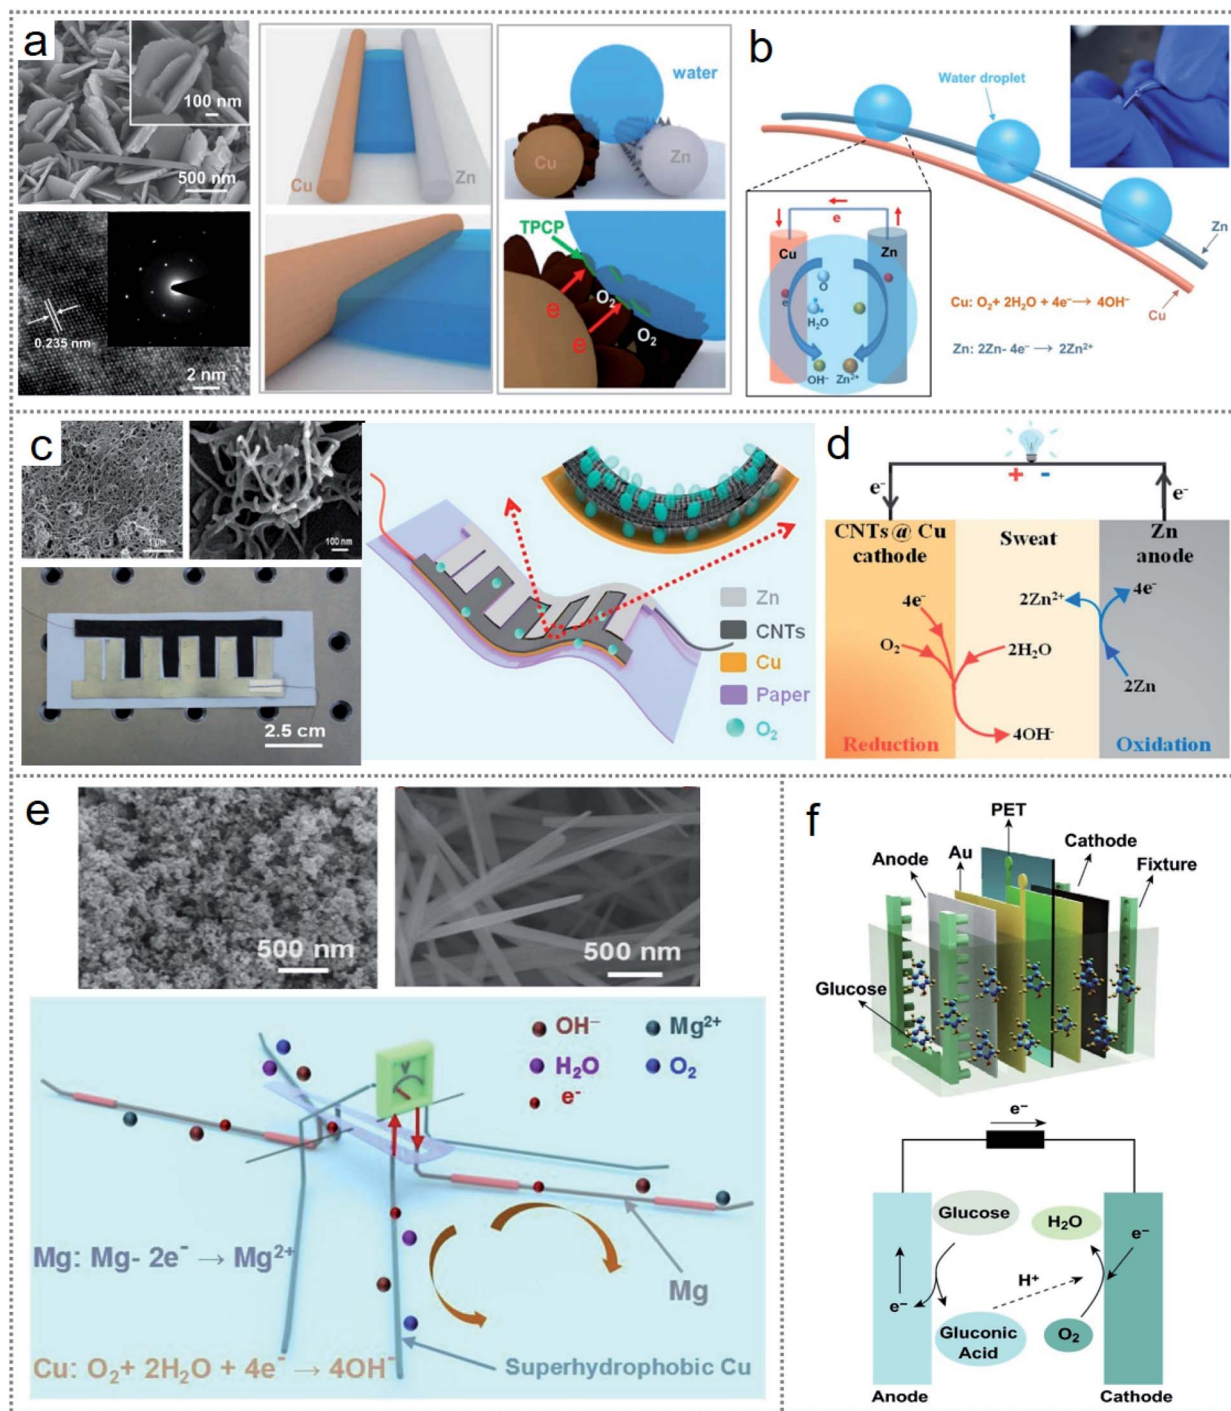 a
100 nm
500 nm
0.235 nm
2 nm
Cu
Zn
water
Cu
Zn
TPCP
O₂
O₂
e
e
b
Water droplet
Zn
Cu
e
Cu
Zn
e
O
H₂O
OH⁻
Zn²⁺
Cu: O₂+ 2H₂O + 4e⁻→ 4OH⁻
Zn: 2Zn- 4e⁻ → 2Zn²⁺
c
1 μm
100 nm
2.5 cm
Zn
CNTs
Cu
Paper
O₂
d
+ -
e⁻
e⁻
CNTs@ Cu
cathode
Sweat
Zn
anode
4e⁻
2Zn²⁺
4e⁻
O₂
2H₂O
2Zn
4OH⁻
Reduction
Oxidation
e
500 nm
500 nm
OH⁻
Mg²⁺
H₂O
O₂
e⁻
V
Mg: Mg- 2e⁻ → Mg²⁺
Mg
Cu: O₂+ 2H₂O + 4e⁻ → 4OH⁻
Superhydrophobic Cu
f
PET
Anode
Au
Cathode
Fixture
Glucose
e⁻
Glucose
H₂O
e⁻
H⁺
e⁻
Gluconic
Acid
O₂
Anode
Cathode